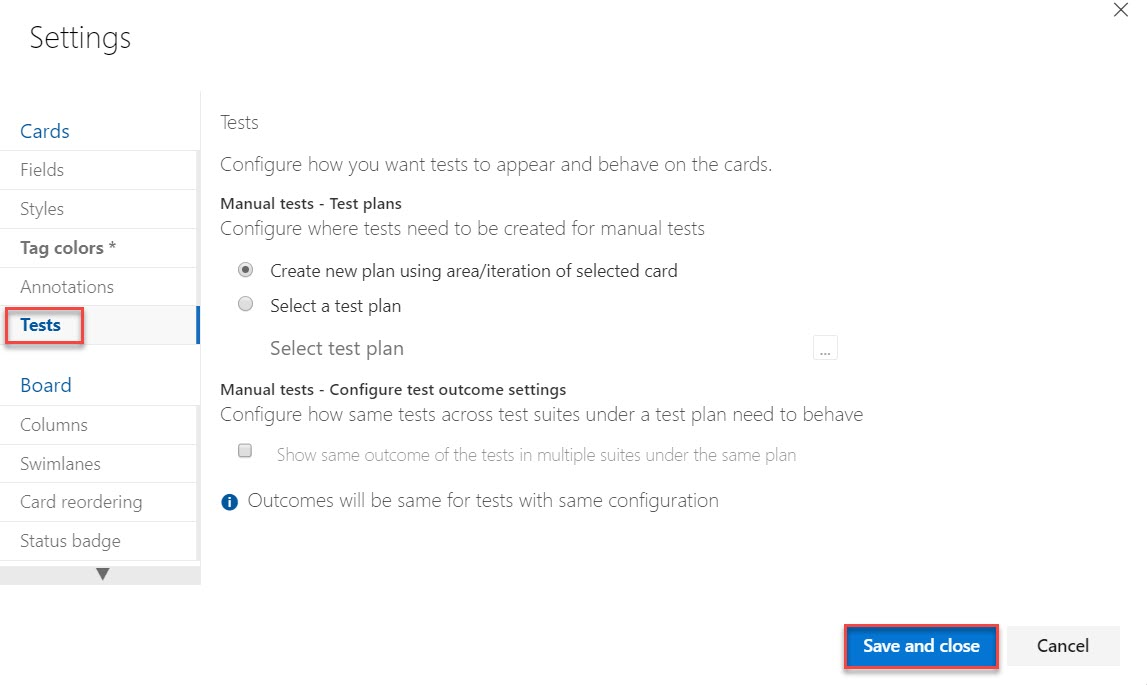 Settings
Cards
Fields
Styles
Tag colors *
Annotations
Tests
Board
Columns
Swimlanes
Card reordering
Status badge
Tests
Configure how you want tests to appear and behave on the cards.
Manual tests - Test plans
Configure where tests need to be created for manual tests
Create new plan using area/iteration of selected card
Select a test plan
Select test plan
...
Manual tests - Configure test outcome settings
Configure how same tests across test suites under a test plan need to behave
Show same outcome of the tests in multiple suites under the same plan
Outcomes will be same for tests with same configuration
Save and close
Cancel